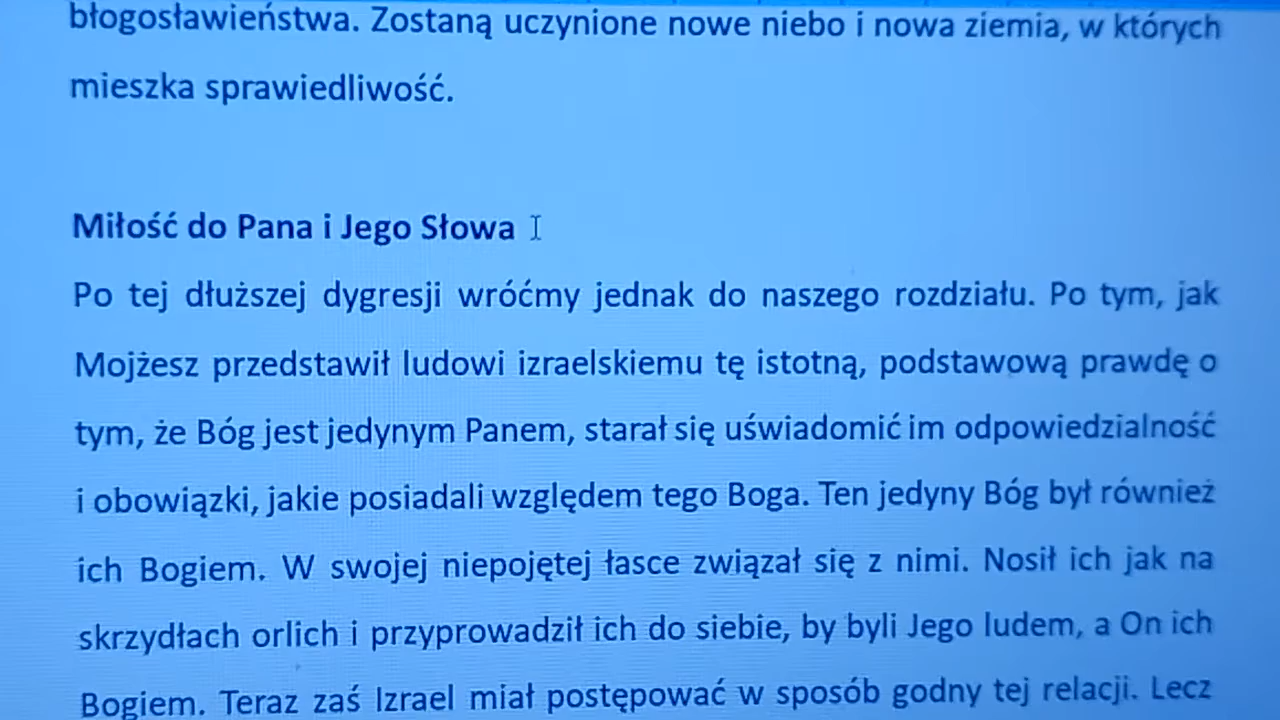 błogosławieństwa. Zostaną uczynione nowe niebo i nowa ziemia, w których
mieszka sprawiedliwość.
Miłość do Pana i Jego Słowa
Po tej dłuższej dygresji wróćmy jednak do naszego rozdziału. Po tym, jak
Mojżesz przedstawił ludowi izraelskiemu tę istotną, podstawową prawdę o
tym, że Bóg jest jedynym Panem, starał się uświadomić im odpowiedzialność
i obowiązki, jakie posiadali względem tego Boga. Ten jedyny Bóg był również
ich Bogiem. W swojej niepojętej łasce związał się z nimi. Nosił ich jak na
skrzydłach orlich i przyprowadził ich do siebie, by byli Jego ludem, a On ich
Bogiem. Teraz zaś Izrael miał postępować w sposób godny tej relacji. Lecz